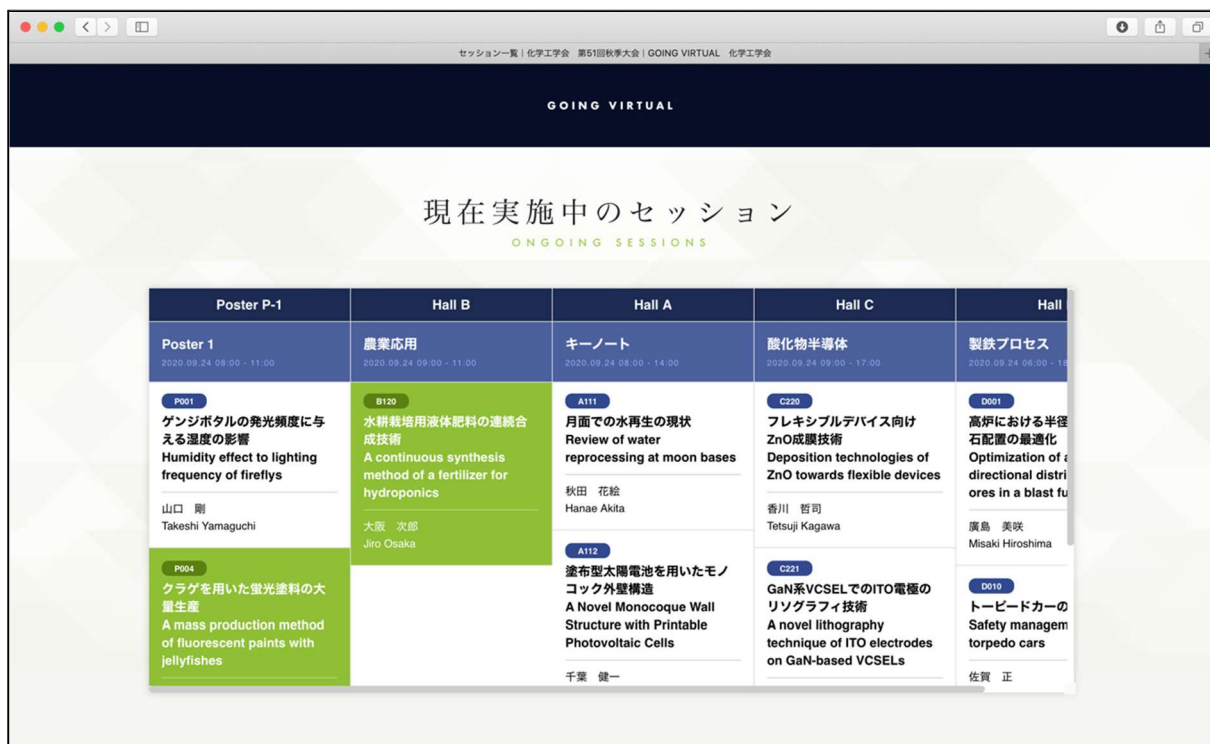 セッション一覧 | 化学工学会 第51回秋季大会 | GOING VIRTUAL 化学工学会
GOING VIRTUAL
現在実施中のセッション
ONGOING SESSIONS
Poster P-1
Poster 1
2020.09.24 08:00 - 11:00
P001
ゲンジボタルの発光頻度に与
える湿度の影響
Humidity effect to lighting
frequency of fireflys
山口 剛
Takeshi Yamaguchi
P004
クラゲを用いた蛍光塗料の大
量生産
A mass production method
of fluorescent paints with
jellyfishes
Hall B
農業応用
2020.09.24 09:00 - 11:00
B120
水耕栽培用液体肥料の連続合
成技術
A continuous synthesis
method of a fertilizer for
hydroponics
大阪 次郎
Jiro Osaka
Hall A
キーノート
2020.09.24 08:00 - 14:00
A111
月面での水再生の現状
Review of water
reprocessing at moon bases
秋田 花絵
Hanae Akita
A112
塗布型太陽電池を用いたモノ
コック外壁構造
A Novel Monocoque Wall
Structure with Printable
Photovoltaic Cells
千葉 健一
Hall C
酸化物半導体
2020.09.24 09:00 - 17:00
C220
フレキシブルデバイス向け
ZnO成膜技術
Deposition technologies of
ZnO towards flexible devices
香川 哲司
Tetsuji Kagawa
C221
GaN系VCSELでのITO電極の
リソグラフィ技術
A novel lithography
technique of ITO electrodes
on GaN-based VCSELs
Hall
製鉄プロセス
2020.09.24 06:00 - 18
D001
高炉における半径
石配置の最適化
Optimization of
directional distri
ores in a blast fu
廣島 美咲
Misaki Hiroshima
D010
トーピードカーの
Safety managem
torpedo cars
佐賀 正